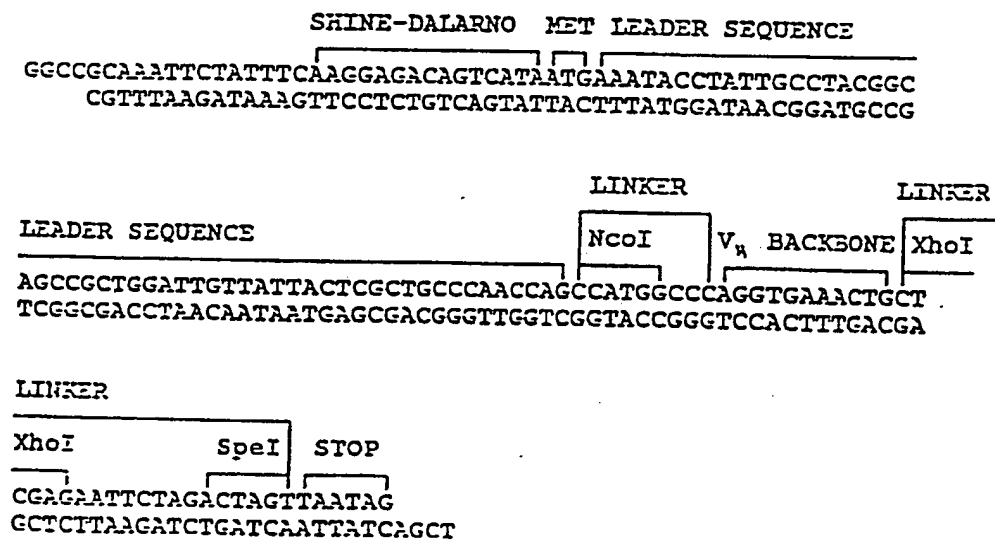 SHINE-DALARNO MET LEADER SEQUENCE
GGCCGCAAATTCTATTTCAAGGAGACAGTCATAATGAAATACCTATTGCCTACGGC
CGTTTAAGATAAAGTTCCTCTGTCAGTATTACTTTATGGATAACGGATGCCG
LINKER LINKER
LEADER SEQUENCE NcoI VH BACKBONE XhoI
AGCCGCTGGATTGTTATTACTCGCTGCCCAACCAGCCATGGCCCAGGTGAAACTGCT
TCGGCGACCTAACAATAATGAGCGACGGGTTGGTCGGTACCGGGTCCACTTTGACGA
LINKER
XhoI SpeI STOP
CGAGAATTCTAGACTAGTTAATAG
GCTCTTAAGATCTGATCAATTATCAGCT